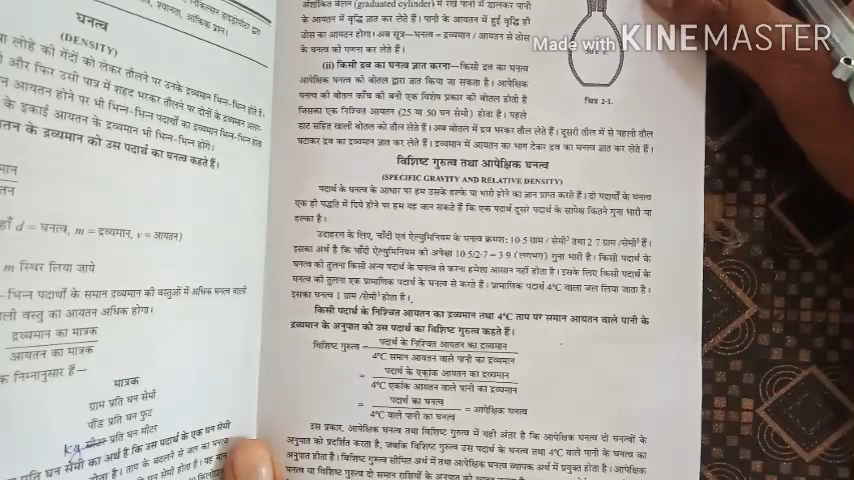 घनत्व
(DENSITY)
लोहे की गेंदों को लेकर तौलने पर उनके द्रव्यमान भिन्न-भिन्न होते हैं
और फिर उसी पात्र में शहद भरकर तौलने पर दोनों के द्रव्यमान
आयतन होने पर भी भिन्न-भिन्न पदार्थों का द्रव्यमान भिन्न-भिन्न होता
के इकाई आयतन के द्रव्यमान भी भिन्न-भिन्न होंगे।
के द्रव्यमान को उस पदार्थ का घनत्व कहते हैं।
d = घनत्व, m = द्रव्यमान, v = आयतन)
m स्थिर लिया जाये
भिन्न पदार्थों के समान द्रव्यमान की वस्तुओं में अधिक घनत्व वाली
वस्तु का आयतन अधिक होगा।
द्रव्यमान का मात्रक
आयतन का मात्रक
निम्नानुसार हैं—
मात्रक
ग्राम प्रति घन सेमी
पौंड प्रति घन फुट
kg प्रति घन मीटर
प्रति घन सेमी का अर्थ है कि उस पदार्थ के एक घन सेमी
होता है। ताप के बदलने से जल का घनत्व
अंशांकित बेलन (graduated cylinder) में रखे पानी में डालकर पानी
के आयतन में वृद्धि ज्ञात कर लेते हैं। पानी के आयतन में हुई वृद्धि ही
ठोस का आयतन होगा। अब सूत्र—घनत्व = द्रव्यमान / आयतन से ठोस
के घनत्व की गणना कर लेते हैं।
Made with KINEMASTER
(ii) किसी द्रव का घनत्व ज्ञात करना—किसी द्रव का घनत्व
आपेक्षिक घनत्व की बोतल द्वारा ज्ञात किया जा सकता है। आपेक्षिक
घनत्व की बोतल काँच की बनी एक विशेष प्रकार की बोतल होती है
जिसका एक निश्चित आयतन (25 या 50 घन सेमी) होता है। पहले
चित्र 2·1.
डाट सहित खाली बोतल को तौल लेते हैं। अब बोतल में द्रव भरकर तौल लेते हैं। दूसरी तौल में से पहली तौल
घटाकर द्रव का द्रव्यमान ज्ञात कर लेते हैं। द्रव्यमान में आयतन का भाग देकर द्रव का घनत्व ज्ञात कर लेते हैं।
विशिष्ट गुरुत्व तथा आपेक्षिक घनत्व
(SPECIFIC GRAVITY AND RELATIVE DENSITY)
पदार्थ के घनत्व के आधार पर हम उसके हल्के या भारी होने का ज्ञान प्राप्त करते हैं। दो पदार्थों के घनत्व
एक ही पद्धति में दिये होने पर हम यह जान सकते हैं कि एक पदार्थ दूसरे पदार्थ के सापेक्ष कितने गुना भारी या
हल्का है।
उदाहरण के लिए, चाँदी एवं ऐल्युमिनियम के घनत्व क्रमशः 10·5 ग्राम / सेमी³ तथा 2·7 ग्राम /सेमी³ हैं।
इसका अर्थ है कि चाँदी ऐल्युमिनियम की अपेक्षा 10·5/2·7 = 3·9 (लगभग) गुना भारी है। किसी पदार्थ के
घनत्व की तुलना किसी अन्य पदार्थ के घनत्व से करना हमेशा आसान नहीं होता है। इसके लिए किसी पदार्थ के
घनत्व की तुलना एक प्रामाणिक पदार्थ के घनत्व से करते हैं। प्रामाणिक पदार्थ 4°C वाला जल लिया जाता है।
इसका घनत्व 1 ग्राम /सेमी³ होता है।
किसी पदार्थ के निश्चित आयतन का द्रव्यमान तथा 4°C ताप पर समान आयतन वाले पानी के
द्रव्यमान के अनुपात को उस पदार्थ का विशिष्ट गुरुत्व कहते हैं।
विशिष्ट गुरुत्व = पदार्थ के निश्चित आयतन का द्रव्यमान
4°C समान आयतन वाले पानी का द्रव्यमान
= पदार्थ के एकांक आयतन का द्रव्यमान
4°C एकांक आयतन वाले पानी का द्रव्यमान
= पदार्थ का घनत्व
4°C वाले पानी का घनत्व = आपेक्षिक घनत्व
इस प्रकार, आपेक्षिक घनत्व तथा विशिष्ट गुरुत्व में यही अंतर है कि आपेक्षिक घनत्व दो घनत्वों के
अनुपात को प्रदर्शित करता है, जबकि विशिष्ट गुरुत्व उस पदार्थ के घनत्व तथा 4°C वाले पानी के घनत्व का
अनुपात होता है। विशिष्ट गुरुत्व सीमित अर्थ में तथा आपेक्षिक घनत्व व्यापक अर्थ में प्रयुक्त होता है। आपेक्षिक
घनत्व या विशिष्ट गुरुत्व दो समान राशियों के अनुपात को